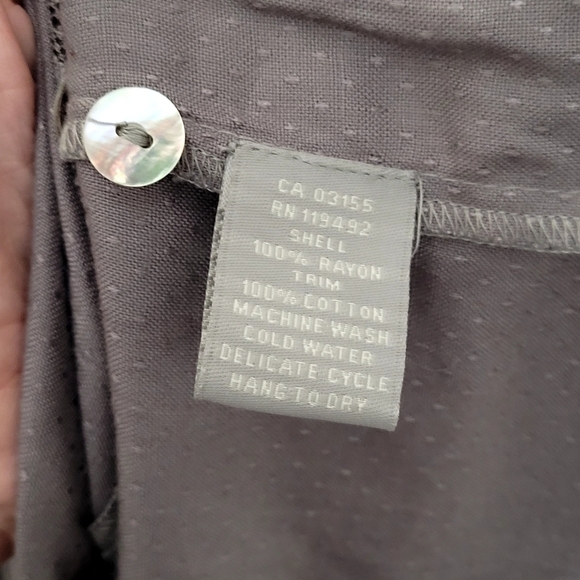 CA 03155
RN 119492
SHELL
100% RAYON
TRIM
100% COTTON
MACHINE WASH
COLD WATER
DELICATE CYCLE
HANG TO DRY